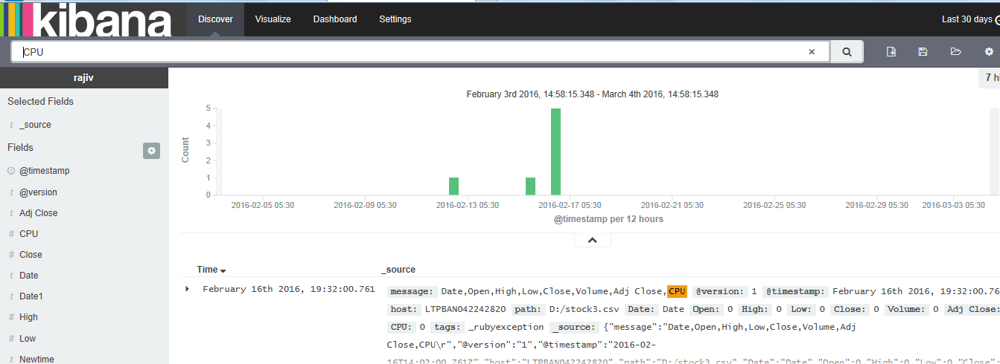 kibana
Discover Visualize Dashboard Settings Last 30 days
CPU ×
rajiv
7 hi
Selected Fields
t _source
Fields
@timestamp
t @version
t Adj Close
# CPU
# Close
t Date
t Date1
# High
# Low
t Newtime
February 3rd 2016, 14:58:15.348 - March 4th 2016, 14:58:15.348
Count
5
4
3
2
1
0
2016-02-05 05:30 2016-02-09 05:30 2016-02-13 05:30 2016-02-17 05:30 2016-02-21 05:30 2016-02-25 05:30 2016-02-29 05:30 2016-03-03 05:30
@timestamp per 12 hours
Time _source
February 16th 2016, 19:32:00.761 message: Date,Open,High,Low,Close,Volume,Adj Close,CPU @version: 1 @timestamp: February 16th 2016, 19:32:00.76
host: LTPBAN042242820 path: D:/stock3.csv Date: Date Open: 0 High: 0 Low: 0 Close: 0 Volume: 0 Adj Close:
CPU: 0 tags: _rubyexception _source: {"message":"Date,Open,High,Low,Close,Volume,Adj
Close,CPU\r","@version":"1","@timestamp":"2016-02-
16T14:02:00.761Z","host":"LTPBAN042242820","path":"D:/stock3.csv","Date":"Date","Open":0,"High":0,"Low":0,"Close":